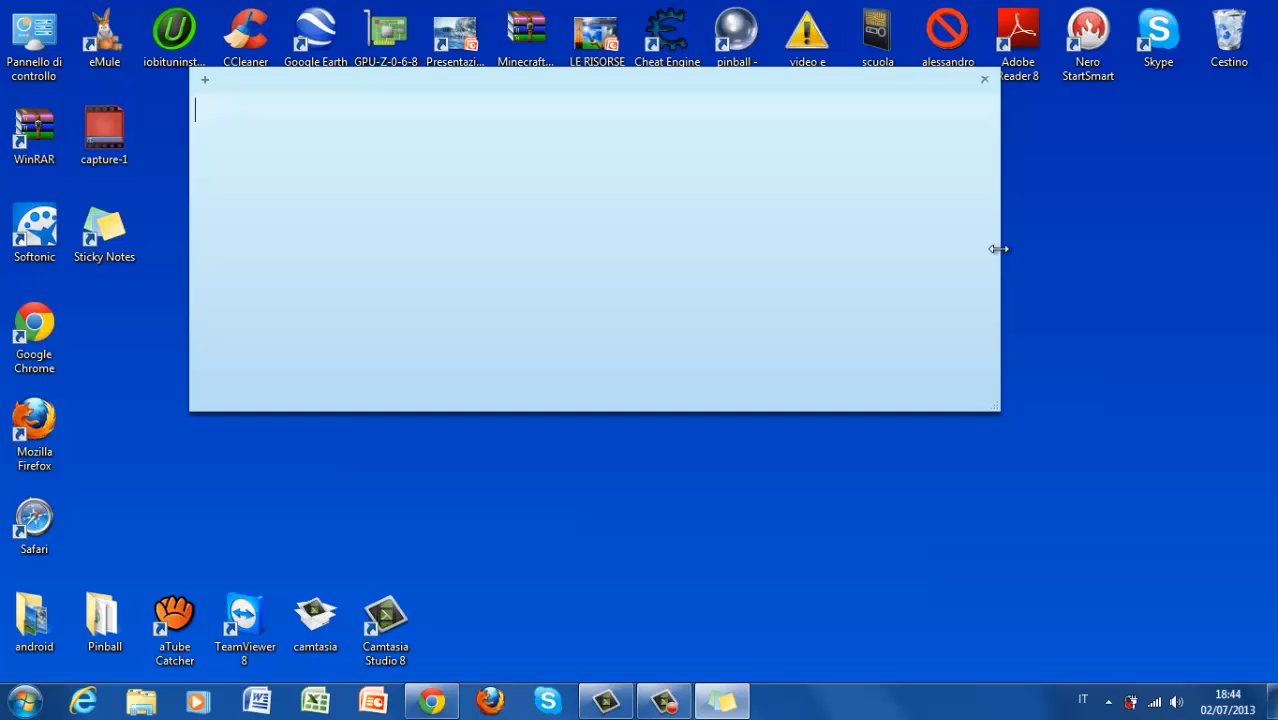 Pannello di controllo
eMule
iobituninst...
CCleaner
Google Earth
GPU-Z-0-6-8
Presentazi...
Minecraft...
LE RISORSE
Cheat Engine
pinball -
video e
scuola
alessandro
Adobe Reader 8
Nero StartSmart
Skype
Cestino
WinRAR
capture-1
Softonic
Sticky Notes
Google Chrome
Mozilla Firefox
Safari
android
Pinball
aTube Catcher
TeamViewer 8
camtasia
Camtasia Studio 8
IT
18:44
02/07/2013